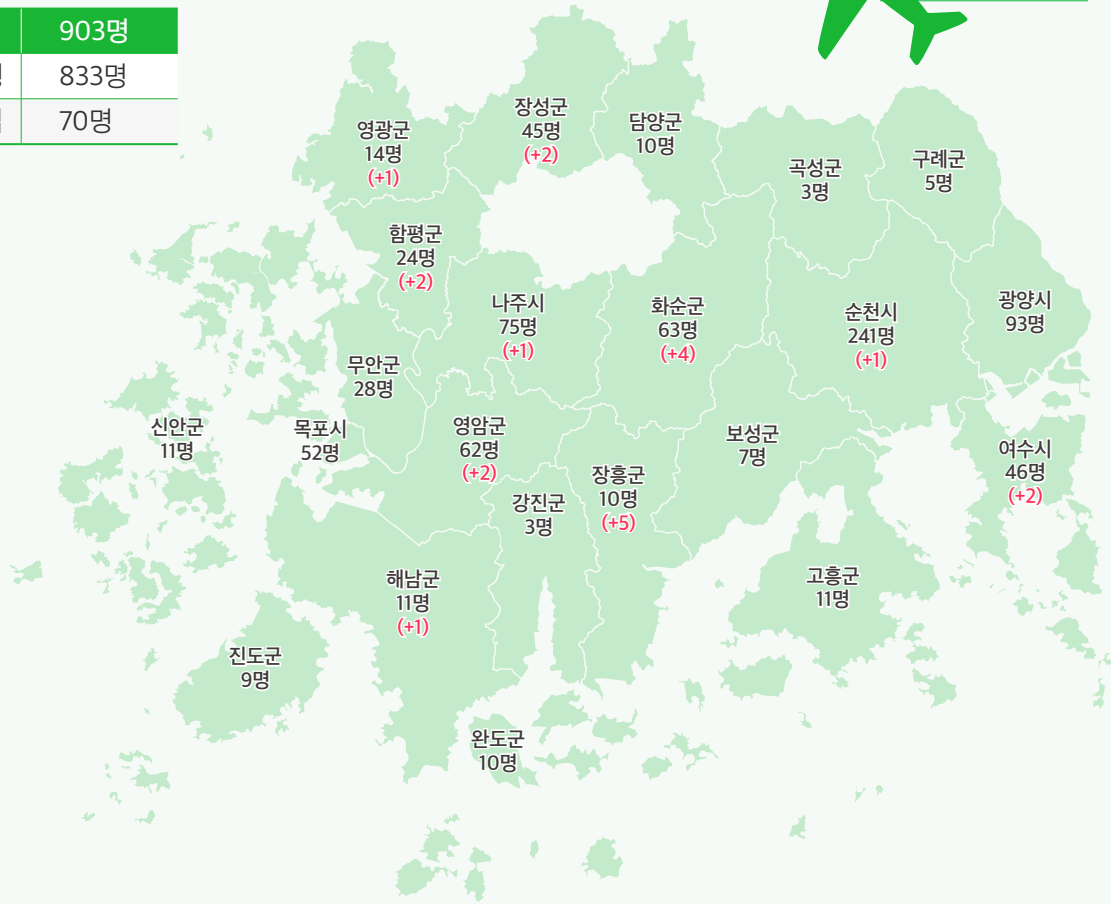 903명
833명
70명
영광군
14명
(+1)
장성군
45명
(+2)
담양군
10명
곡성군
3명
구례군
5명
함평군
24명
(+2)
나주시
75명
(+1)
화순군
63명
(+4)
순천시
241명
(+1)
광양시
93명
무안군
28명
신안군
11명
목포시
52명
영암군
62명
(+2)
장흥군
10명
(+5)
보성군
7명
여수시
46명
(+2)
강진군
3명
해남군
11명
(+1)
고흥군
11명
진도군
9명
완도군
10명